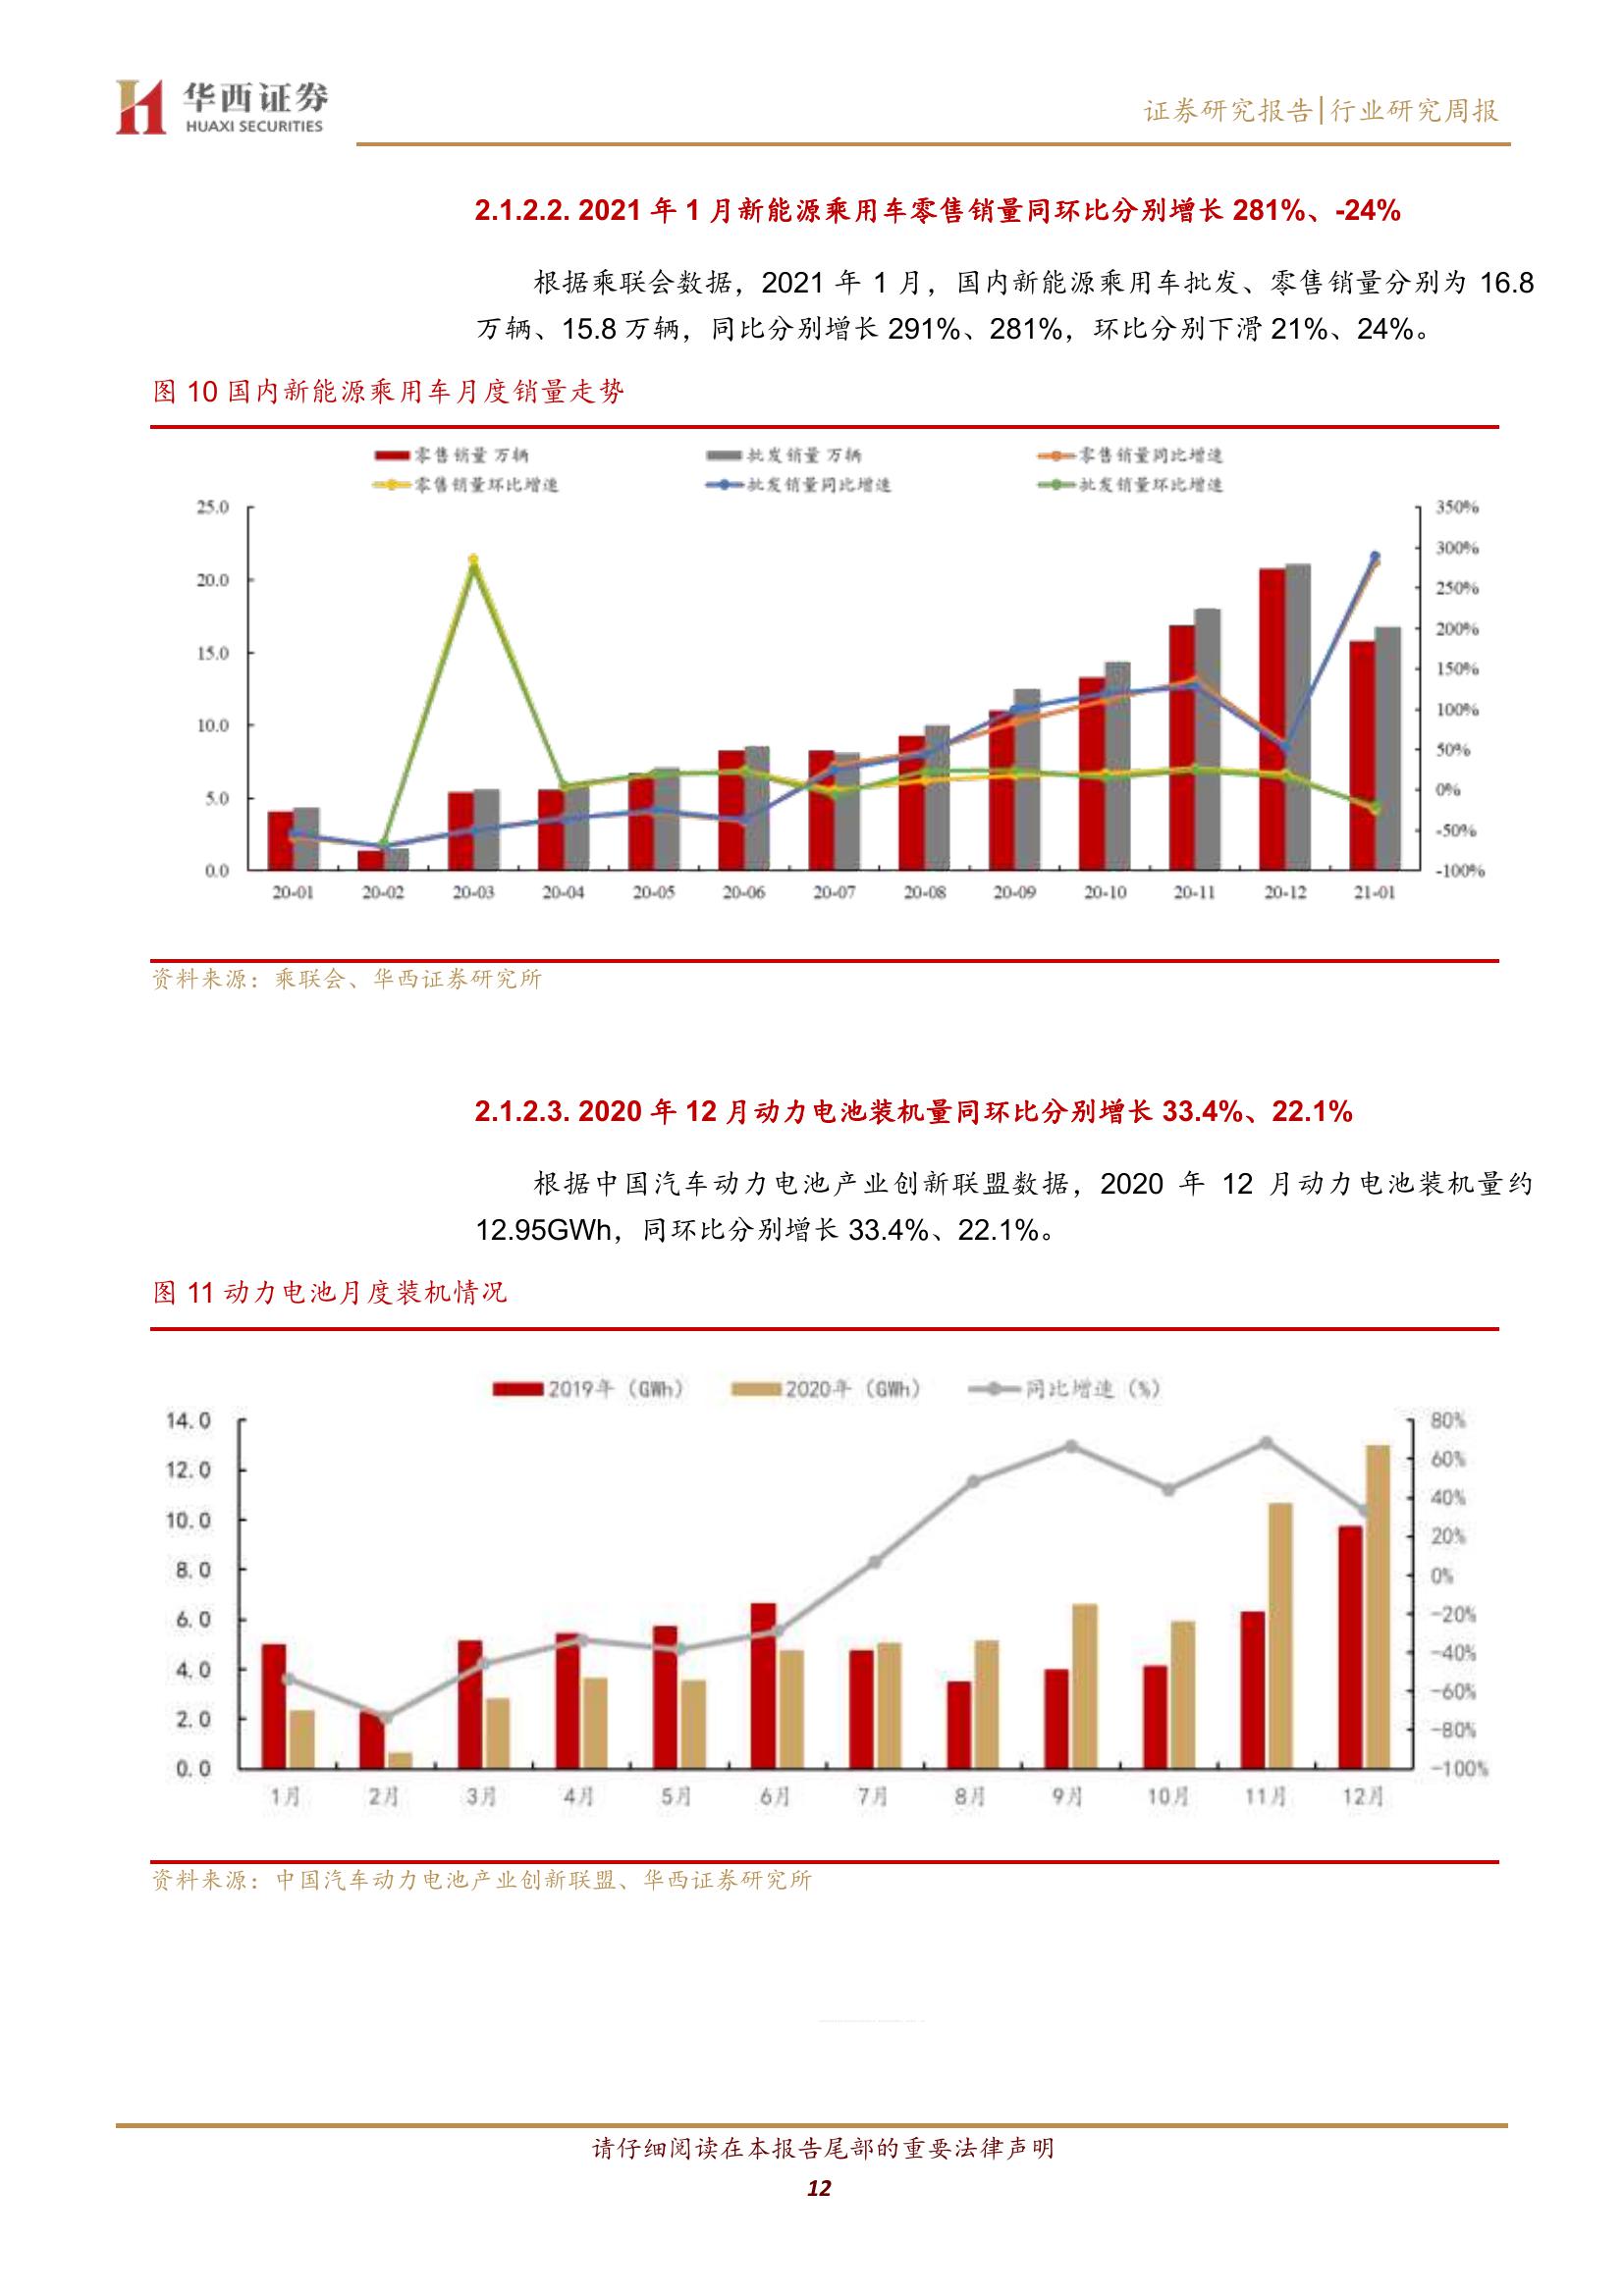 华西证券
HUAXI SECURITIES
证券研究报告|行业研究周报
2.1.2.2. 2021 年 1 月新能源乘用车零售销量同环比分别增长 281%、-24%
根据乘联会数据，2021 年 1 月，国内新能源乘用车批发、零售销量分别为 16.8
万辆、15.8 万辆，同比分别增长 291%、281%，环比分别下滑 21%、24%。
图 10 国内新能源乘用车月度销量走势
零售销量 万辆 批发销量 万辆 零售销量同比增速
零售销量环比增速 批发销量同比增速 批发销量环比增速
25.0 350%
300%
20.0 250%
200%
15.0 150%
10.0 100%
50%
5.0 0%
-50%
0.0 -100%
20-01 20-02 20-03 20-04 20-05 20-06 20-07 20-08 20-09 20-10 20-11 20-12 21-01
资料来源：乘联会、华西证券研究所
2.1.2.3. 2020 年 12 月动力电池装机量同环比分别增长 33.4%、22.1%
根据中国汽车动力电池产业创新联盟数据，2020 年 12 月动力电池装机量约
12.95GWh，同环比分别增长 33.4%、22.1%。
图 11 动力电池月度装机情况
2019年（GWh） 2020年（GWh） 同比增速（%）
14.0 80%
12.0 60%
40%
10.0 20%
8.0 0%
6.0 -20%
4.0 -40%
-60%
2.0 -80%
0.0 -100%
1月 2月 3月 4月 5月 6月 7月 8月 9月 10月 11月 12月
资料来源：中国汽车动力电池产业创新联盟、华西证券研究所
请仔细阅读在本报告尾部的重要法律声明
12